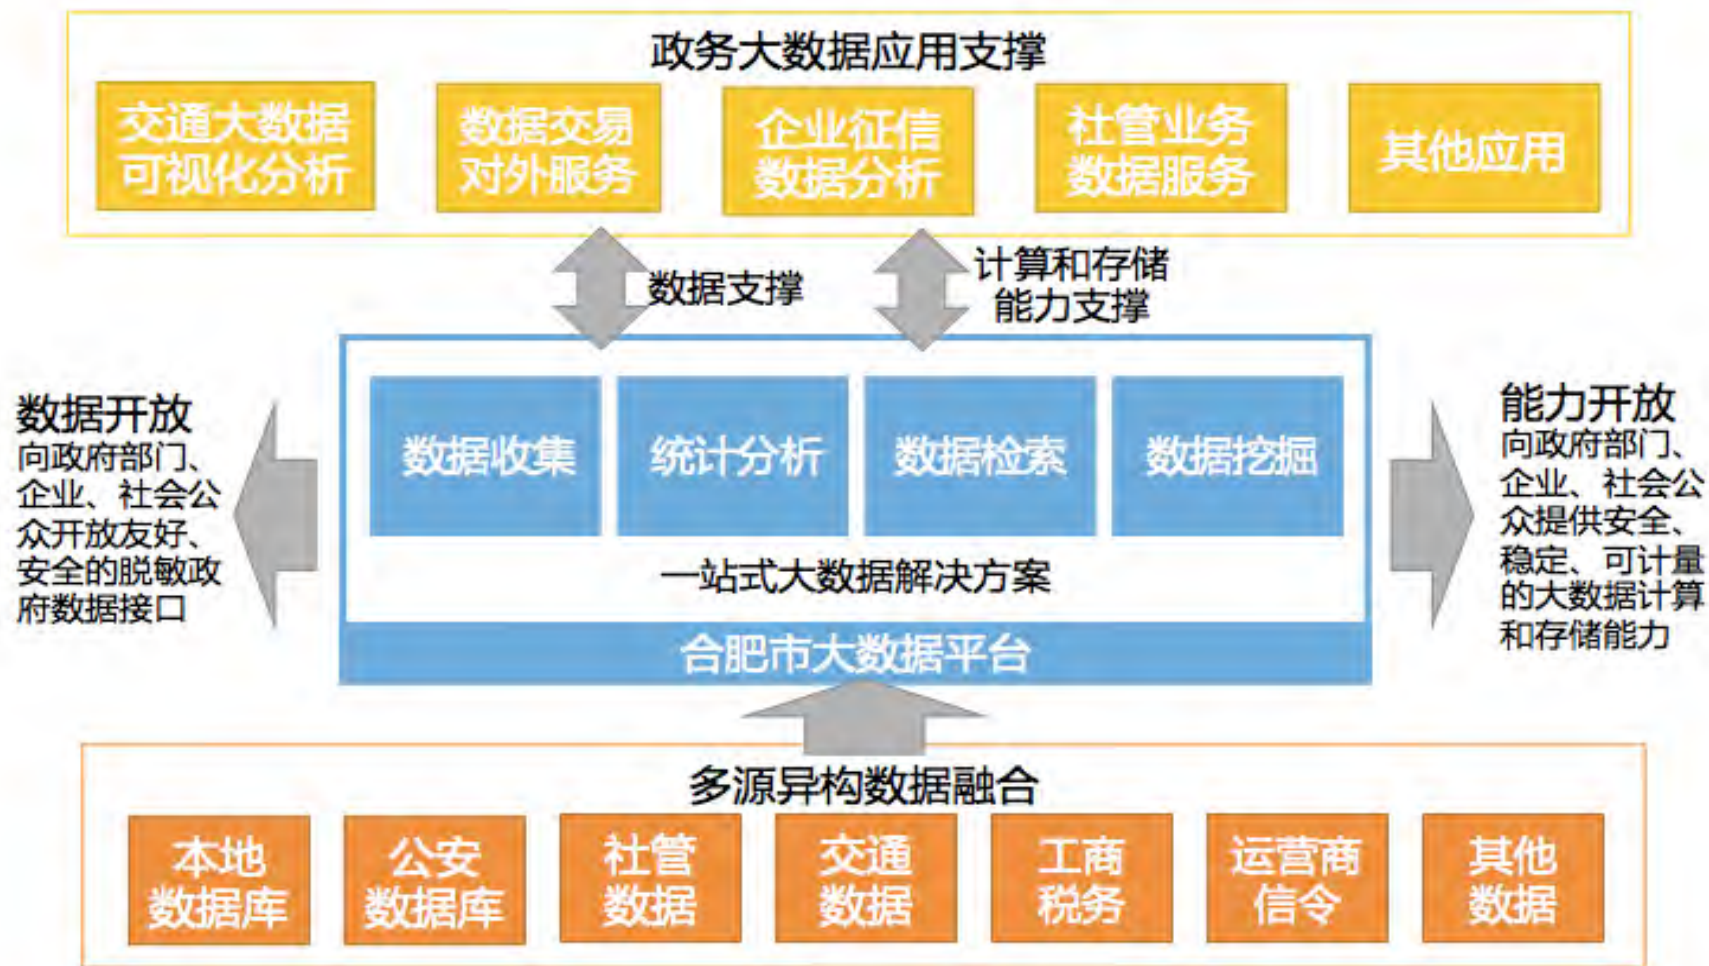 政务大数据应用支撑
交通大数据
可视化分析
数据交易
对外服务
企业征信
数据分析
社管业务
数据服务
其他应用
数据支撑
计算和存储
能力支撑
数据开放
向政府部门、
企业、社会公
众开放友好、
安全的脱敏政
府数据接口
数据收集
统计分析
数据检索
数据挖掘
一站式大数据解决方案
合肥市大数据平台
能力开放
向政府部门、
企业、社会公
众提供安全、
稳定、可计量
的大数据计算
和存储能力
多源异构数据融合
本地
数据库
公安
数据库
社管
数据
交通
数据
工商
税务
运营商
信令
其他
数据